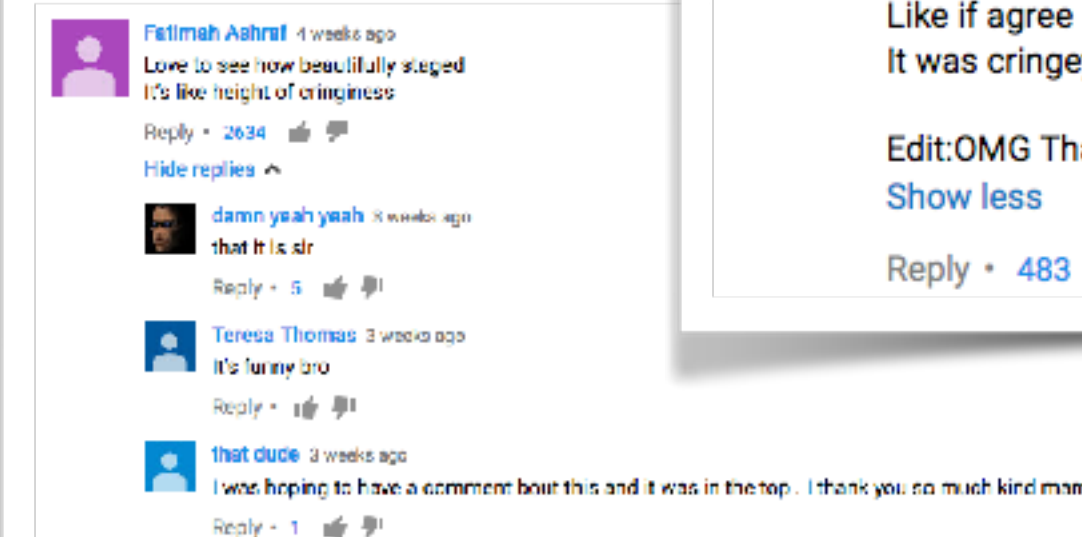 Fatimah Ashraf 4 weeks ago
Love to see how beautifully staged
It's like height of cringiness
Reply • 2634
Hide replies
damn yeah yeah 3 weeks ago
that it is sir
Reply • 5
Teresa Thomas 3 weeks ago
It's funny bro
Reply •
that dude 3 weeks ago
I was hoping to have a comment bout this and it was in the top . I thank you so much kind mam
Reply • 1
Like if agree
It was cringe
Edit:OMG Tha
Show less
Reply • 483